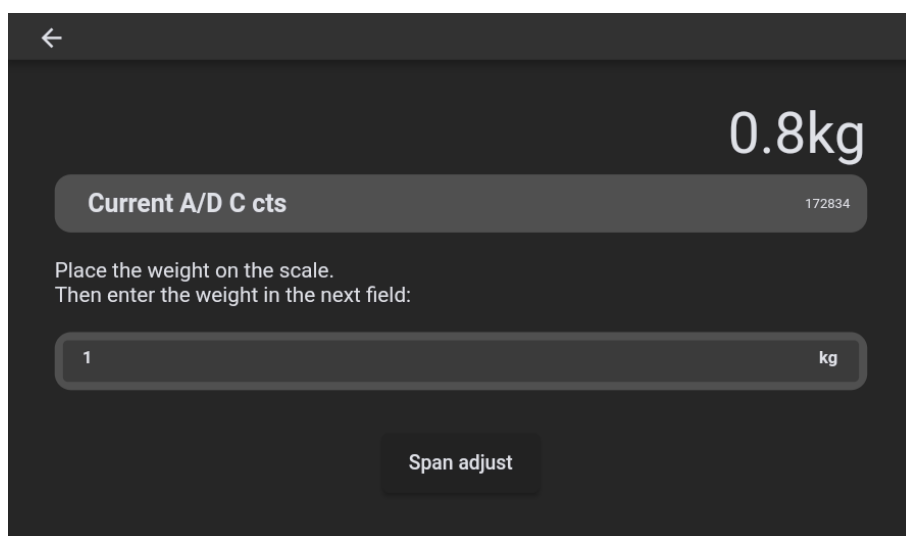 0.8kg
Current A/D C cts
172834
Place the weight on the scale.
Then enter the weight in the next field:
1
kg
Span adjust